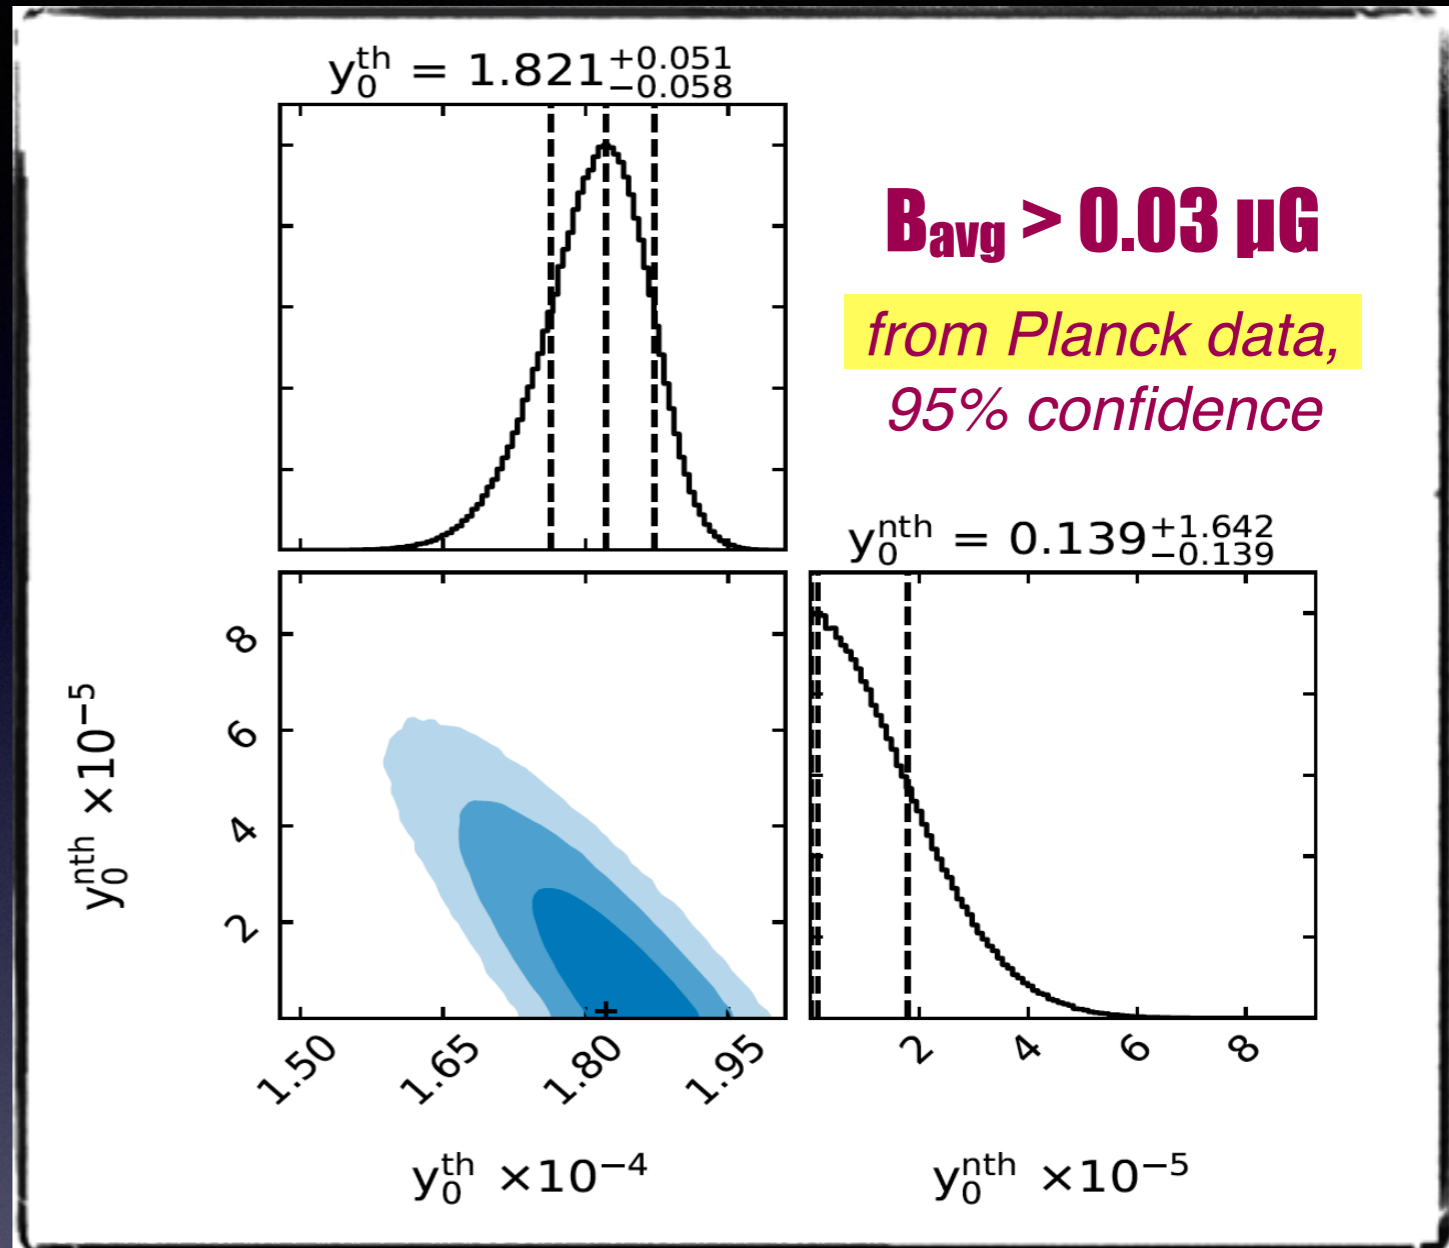 y₀ᵗʰ = 1.821⁺⁰·⁰⁵¹₋₀.₀₅₈
B_avg > 0.03 µG
from Planck data,
95% confidence
y₀ⁿᵗʰ = 0.139⁺¹·⁶⁴²₋₀.₁₃₉
8
6
4
2
y₀ⁿᵗʰ ×10⁻⁵
1.50 1.65 1.80 1.95
2 4 6 8
y₀ᵗʰ ×10⁻⁴
y₀ⁿᵗʰ ×10⁻⁵